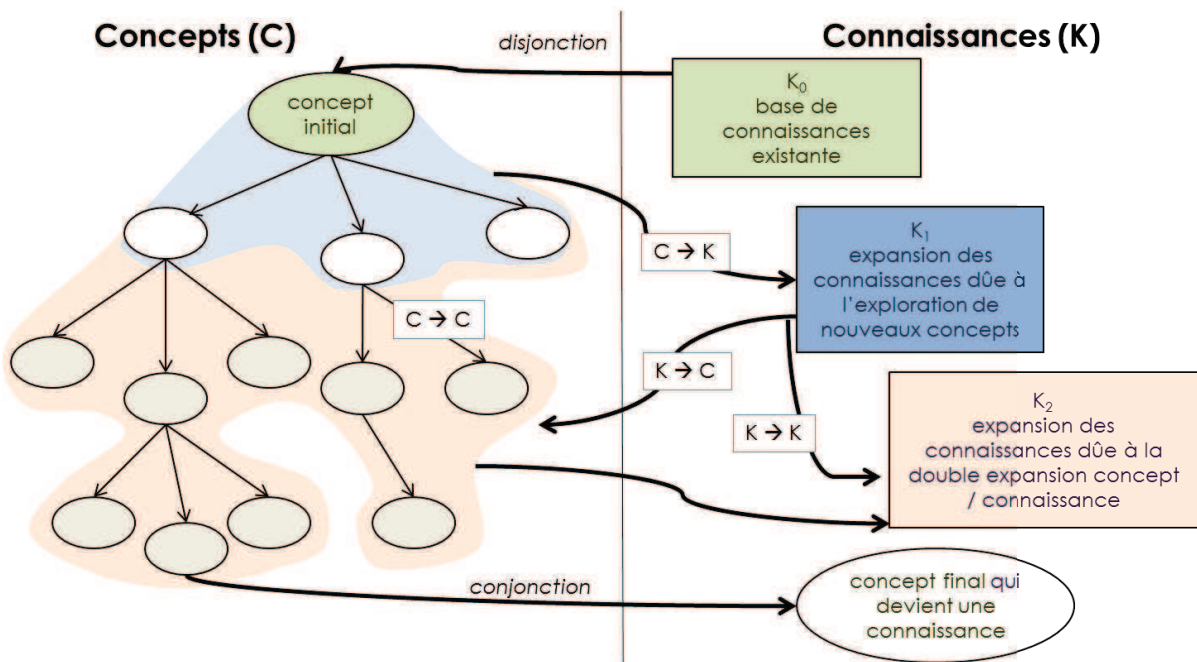 Concepts (C)
disjonction
Connaissances (K)
concept
initial
K0
base de
connaissances
existante
C → K
K1
expansion des
connaissances dûe à
l'exploration de
nouveaux concepts
C → C
K → C
K → K
K2
expansion des
connaissances dûe à la
double expansion concept
/ connaissance
conjonction
concept final qui
devient une
connaissance